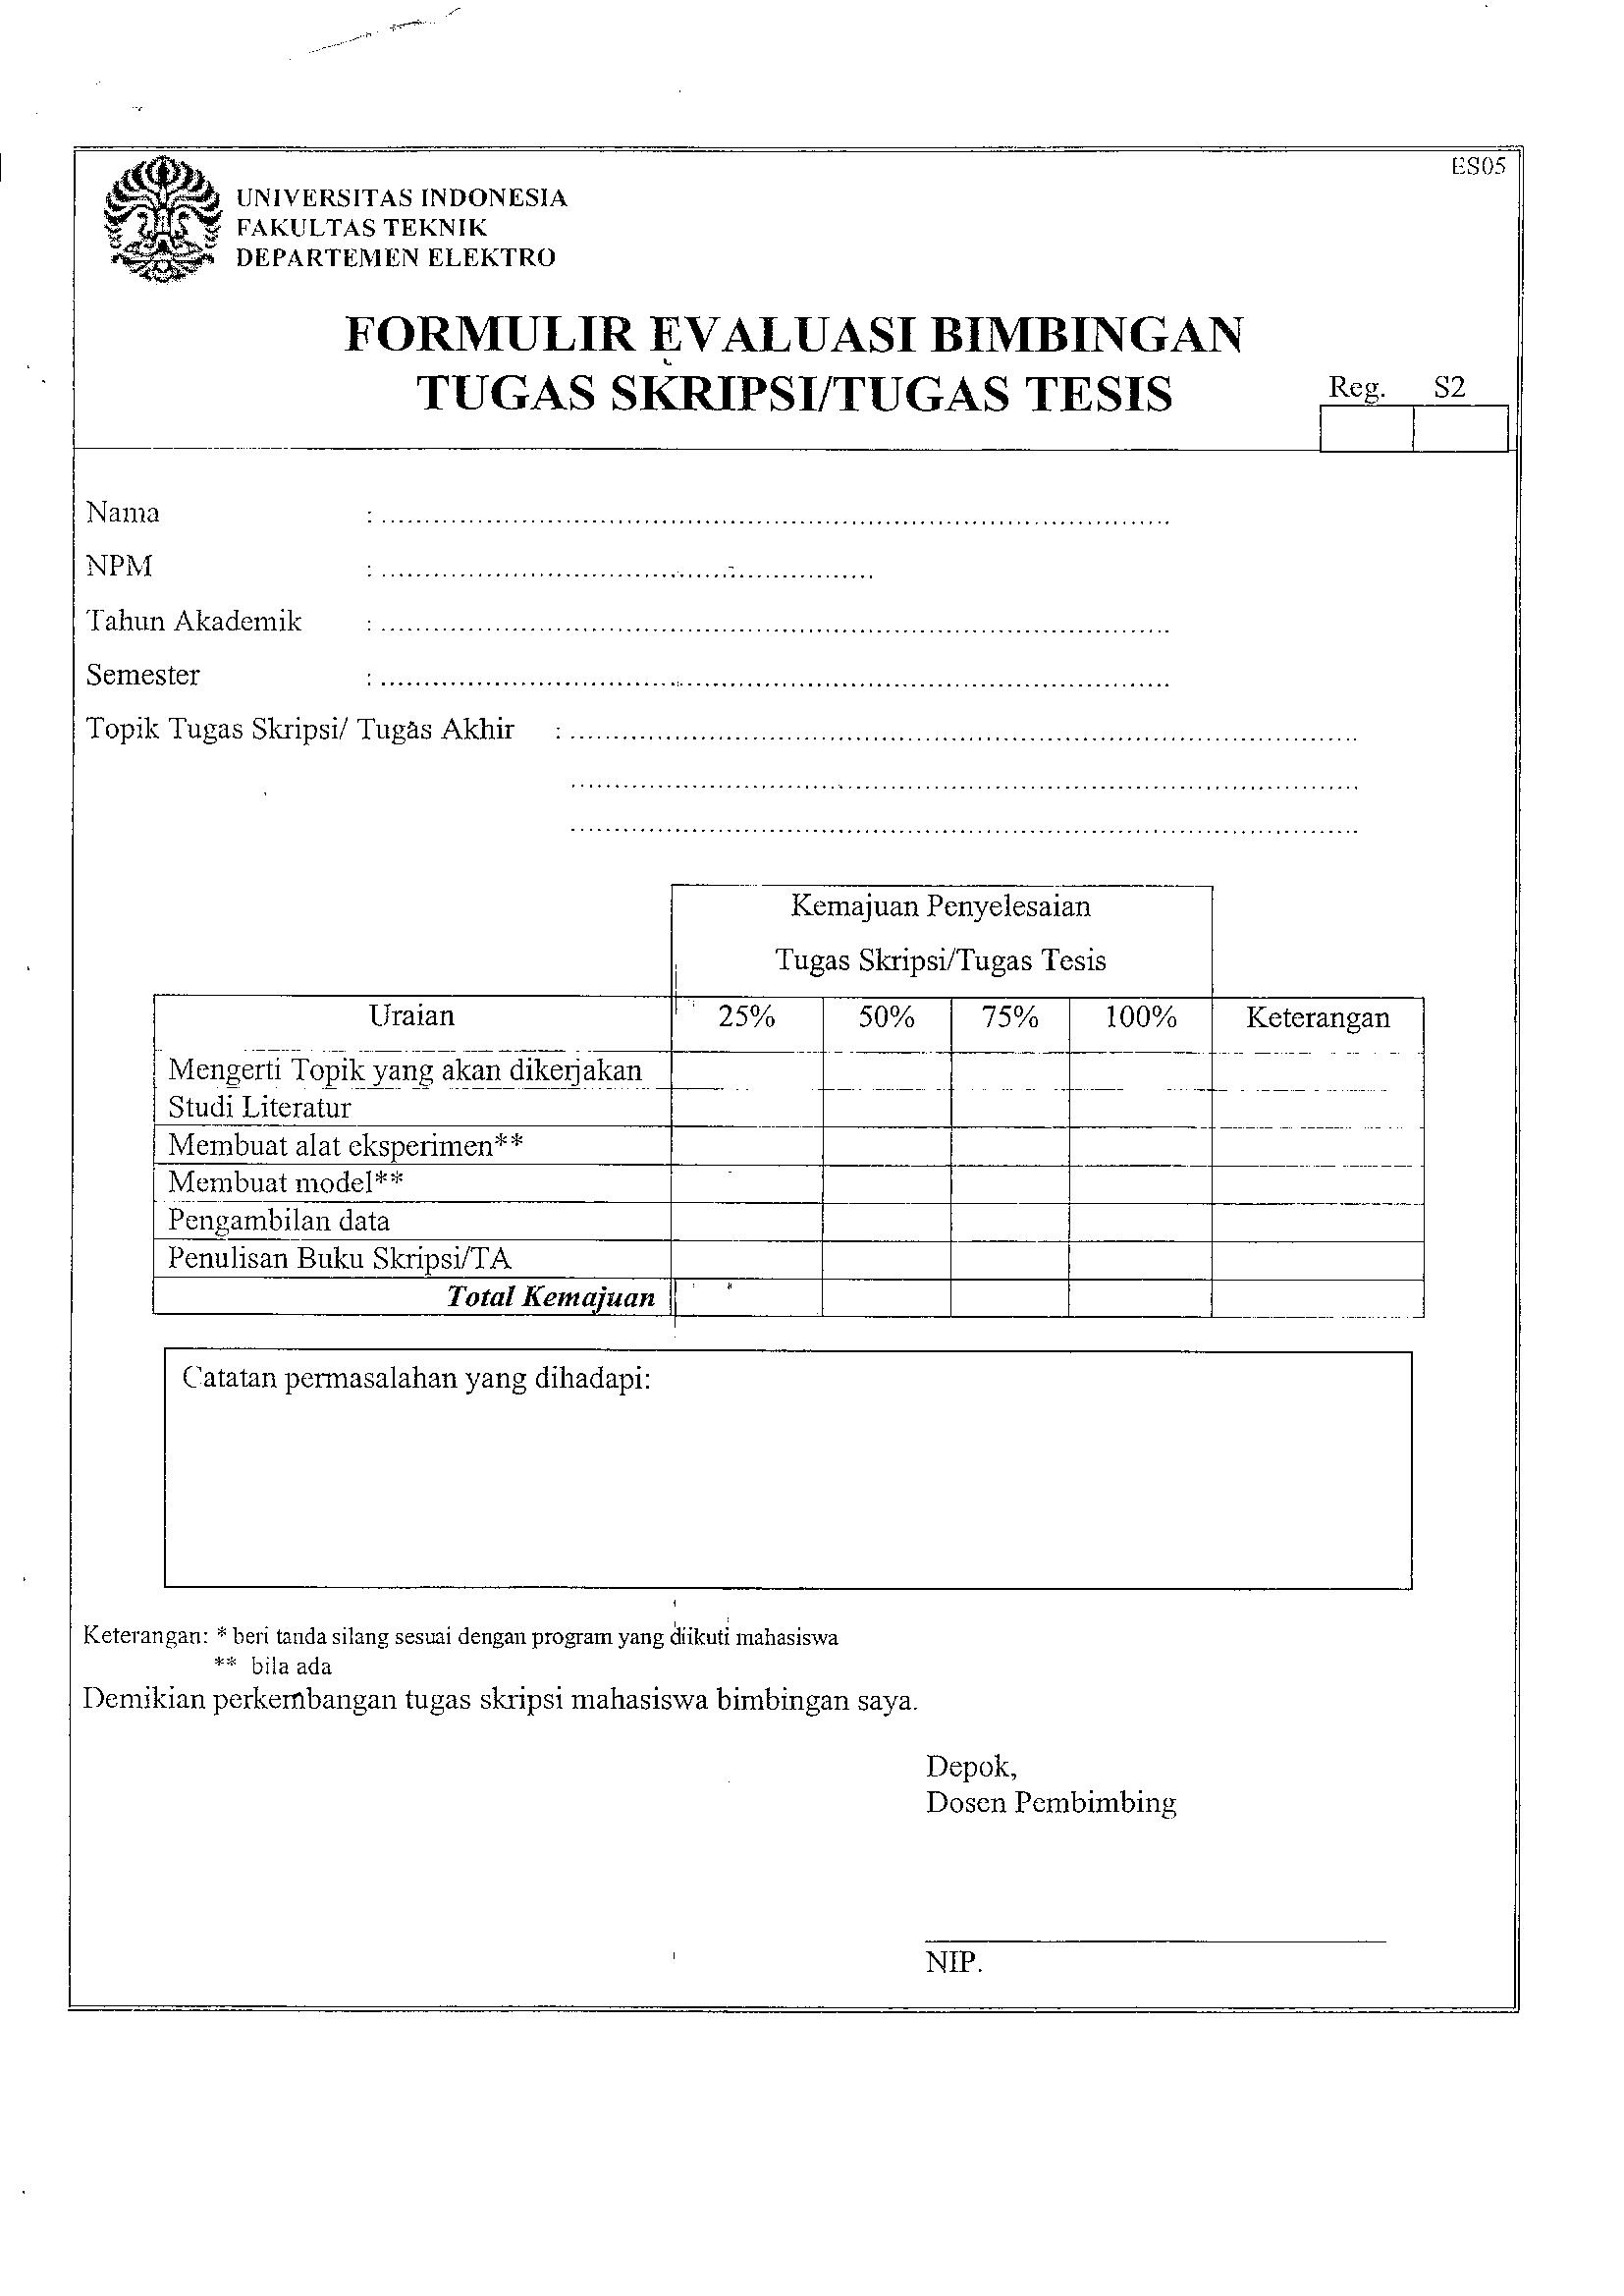 ES05
UNIVERSITAS INDONESIA
FAKULTAS TEKNIK
DEPARTEMEN ELEKTRO
FORMULIR EVALUASI BIMBINGAN
TUGAS SKRIPSI/TUGAS TESIS
Reg. S2
Nama : ....................................................................
NPM : ....................................................................
Tahun Akademik : ....................................................................
Semester : ....................................................................
Topik Tugas Skripsi/ Tugas Akhir : ....................................................................
....................................................................
....................................................................
Kemajuan Penyelesaian
Tugas Skripsi/Tugas Tesis
Uraian 25% 50% 75% 100% Keterangan
Mengerti Topik yang akan dikerjakan
Studi Literatur
Membuat alat eksperimen**
Membuat model**
Pengambilan data
Penulisan Buku Skripsi/TA
Total Kemajuan
Catatan permasalahan yang dihadapi:
Keterangan: * beri tanda silang sesuai dengan program yang diikuti mahasiswa
** bila ada
Demikian perkembangan tugas skripsi mahasiswa bimbingan saya.
Depok,
Dosen Pembimbing
NIP.